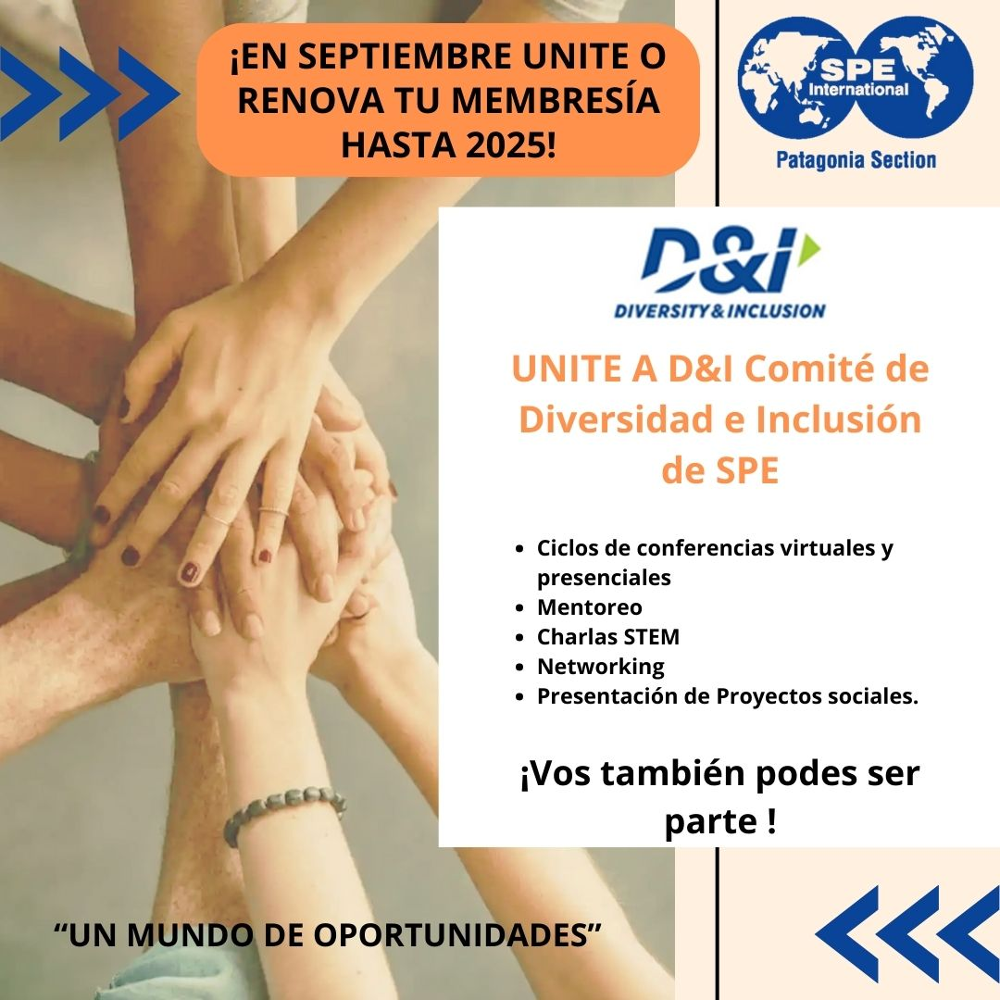 ¡EN SEPTIEMBRE UNITE O
RENOVA TU MEMBRESÍA
HASTA 2025!
SPE
International
Patagonia Section
D&I
DIVERSITY & INCLUSION
UNITE A D&I Comité de
Diversidad e Inclusión
de SPE
• Ciclos de conferencias virtuales y
presenciales
• Mentoreo
• Charlas STEM
• Networking
• Presentación de Proyectos sociales.
¡Vos también podes ser
parte !
“UN MUNDO DE OPORTUNIDADES”